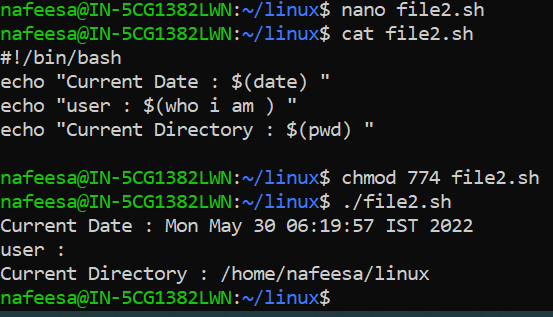 nafeesa@IN-5CG1382LWN:~/linux$ nano file2.sh
nafeesa@IN-5CG1382LWN:~/linux$ cat file2.sh
#!/bin/bash
echo "Current Date : $(date) "
echo "user : $(who i am ) "
echo "Current Directory : $(pwd) "
nafeesa@IN-5CG1382LWN:~/linux$ chmod 774 file2.sh
nafeesa@IN-5CG1382LWN:~/linux$ ./file2.sh
Current Date : Mon May 30 06:19:57 IST 2022
user :
Current Directory : /home/nafeesa/linux
nafeesa@IN-5CG1382LWN:~/linux$